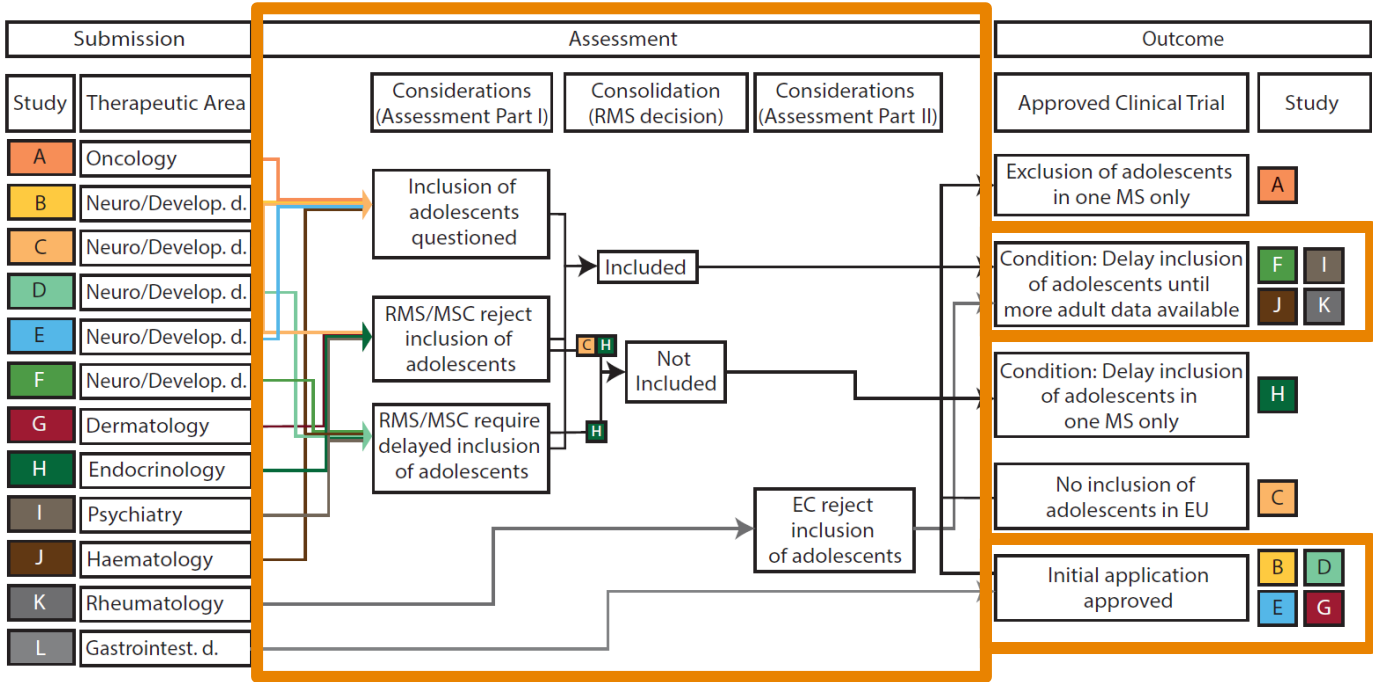 Submission
Assessment
Outcome
Study
Therapeutic Area
Considerations
(Assessment Part I)
Consolidation
(RMS decision)
Considerations
(Assessment Part II)
Approved Clinical Trial
Study
A
Oncology
B
Neuro/Develop. d.
C
Neuro/Develop. d.
D
Neuro/Develop. d.
E
Neuro/Develop. d.
F
Neuro/Develop. d.
G
Dermatology
H
Endocrinology
I
Psychiatry
J
Haematology
K
Rheumatology
L
Gastrointest. d.
Inclusion of
adolescents
questioned
RMS/MSC reject
inclusion of
adolescents
RMS/MSC require
delayed inclusion
of adolescents
Included
C H
H
Not
Included
EC reject
inclusion
of adolescents
Exclusion of adolescents
in one MS only
A
Condition: Delay inclusion
of adolescents until
more adult data available
F I
J K
Condition: Delay inclusion
of adolescents in
one MS only
H
No inclusion of
adolescents in EU
C
Initial application
approved
B D
E G